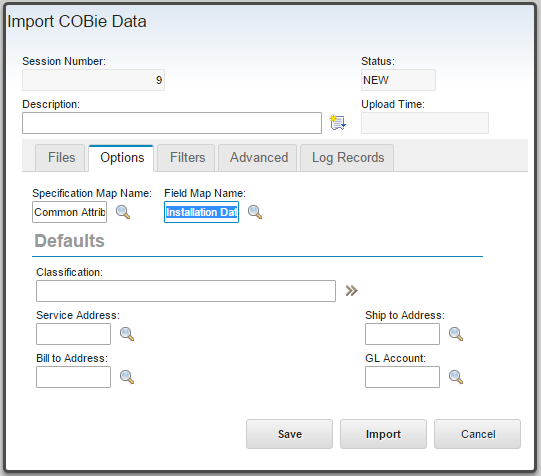 Import COBie Data
Session Number: Status:
9 NEW
Description: Upload Time:
Files Options Filters Advanced Log Records
Specification Map Name: Field Map Name:
Common Attrib Installation Dat
Defaults
Classification:
Service Address: Ship to Address:
Bill to Address: GL Account:
Save Import Cancel